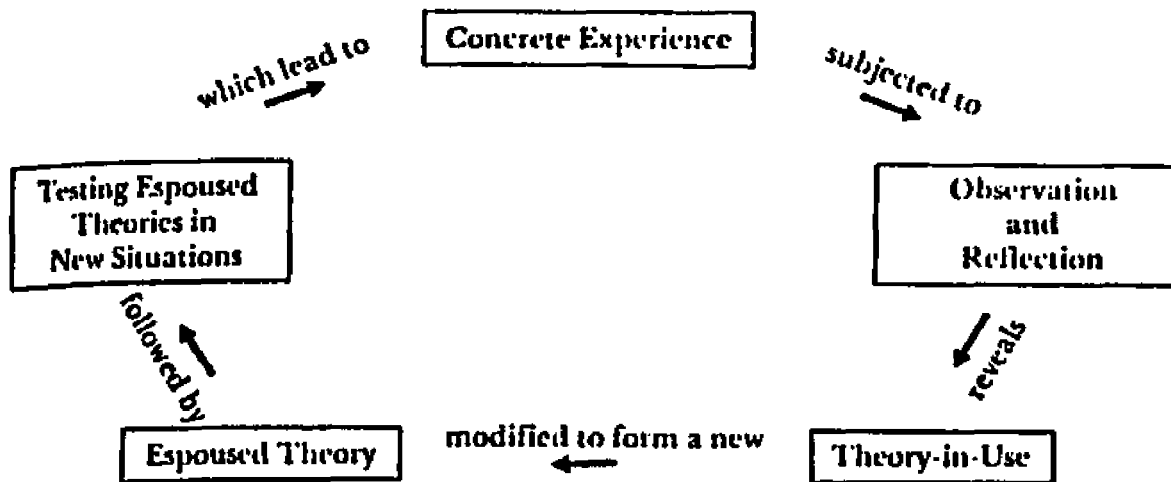 Concrete Experience
subjected to
Observation
and
Reflection
reveals
Theory-in-Use
modified to form a new
Espoused Theory
followed by
Testing Espoused
Theories in
New Situations
which lead to